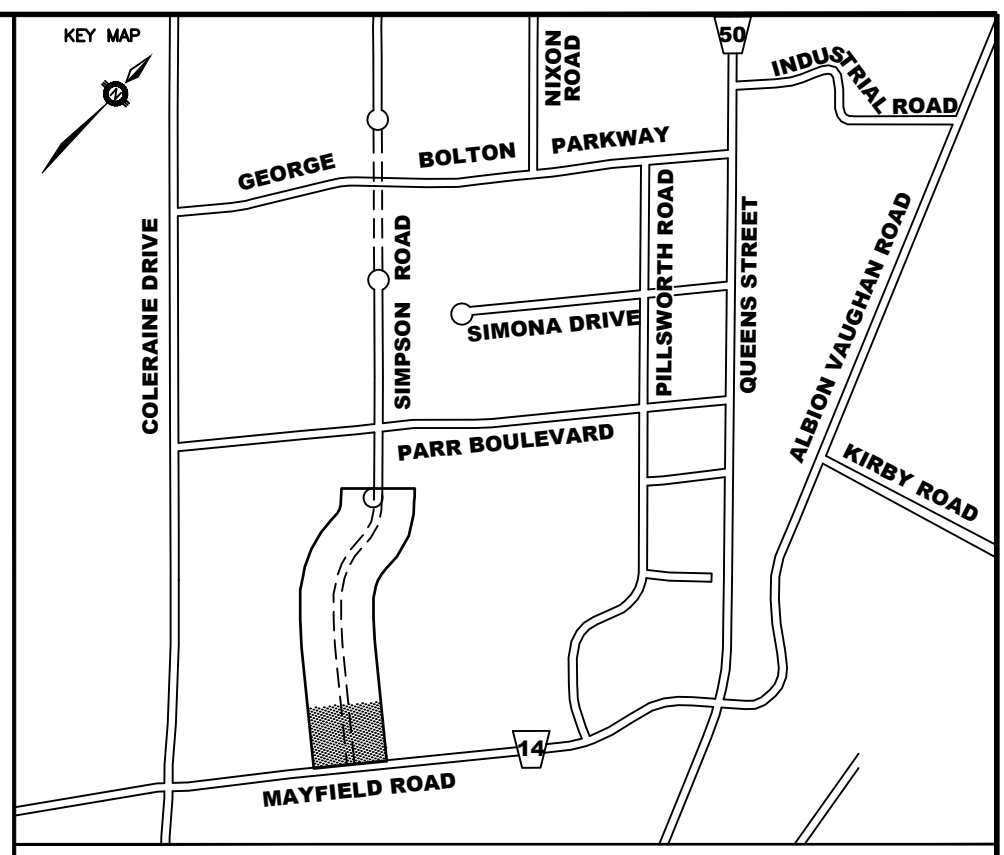 KEY MAP
N
50
NIXON
ROAD
INDUSTRIAL ROAD
GEORGE BOLTON PARKWAY
COLERAINE DRIVE
SIMPSON ROAD
PILLSWORTH ROAD
QUEENS STREET
ALBION VAUGHAN ROAD
SIMONA DRIVE
PARR BOULEVARD
KIRBY ROAD
14
MAYFIELD ROAD